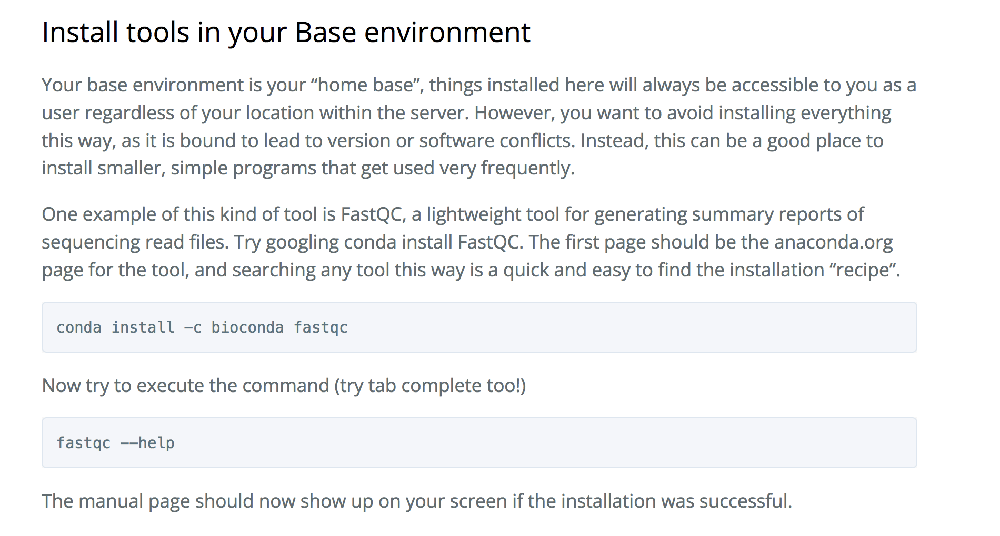 Install tools in your Base environment
Your base environment is your “home base”, things installed here will always be accessible to you as a
user regardless of your location within the server. However, you want to avoid installing everything
this way, as it is bound to lead to version or software conflicts. Instead, this can be a good place to
install smaller, simple programs that get used very frequently.
One example of this kind of tool is FastQC, a lightweight tool for generating summary reports of
sequencing read files. Try googling conda install FastQC. The first page should be the anaconda.org
page for the tool, and searching any tool this way is a quick and easy to find the installation “recipe”.
conda install -c bioconda fastqc
Now try to execute the command (try tab complete too!)
fastqc --help
The manual page should now show up on your screen if the installation was successful.